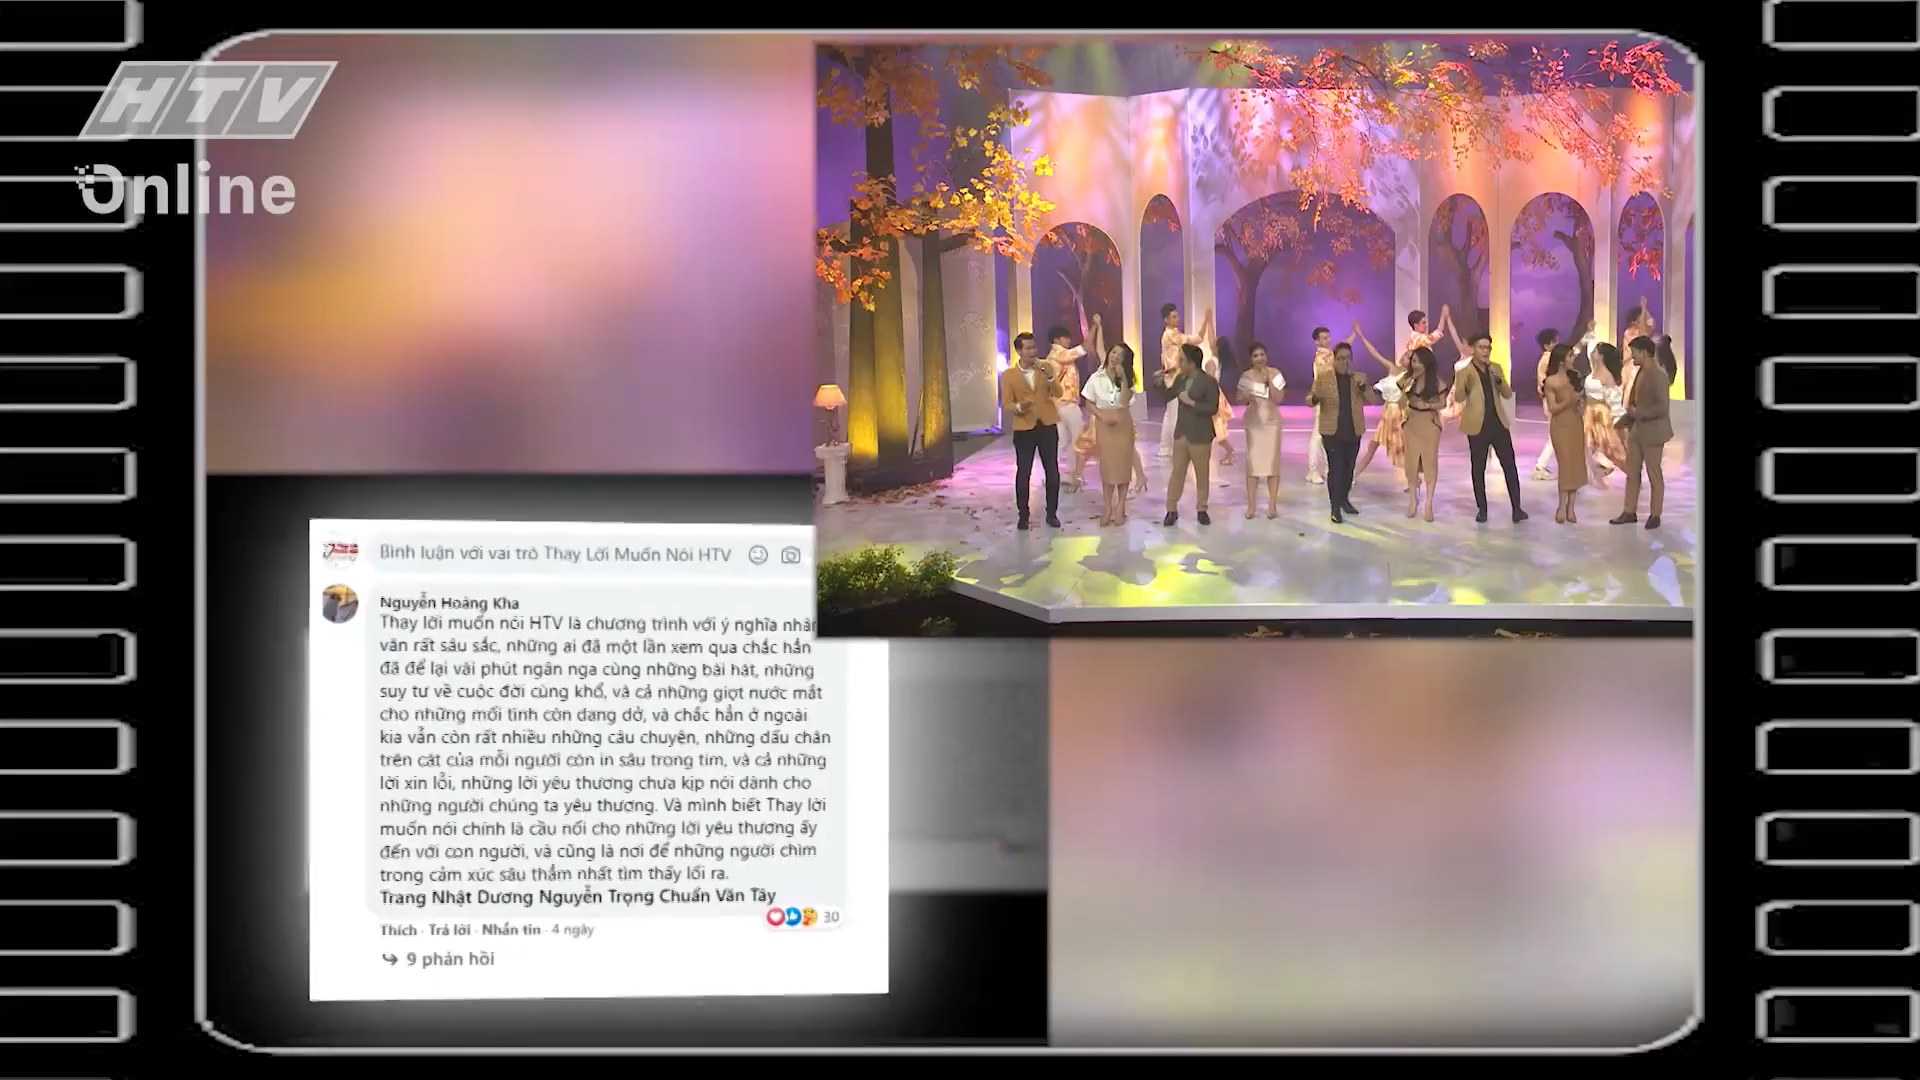 HTV
Online
Bình luận với vai trò Thay Lời Muốn Nói HTV
Nguyễn Hoàng Kha
Thay lời muốn nói HTV là chương trình với ý nghĩa nhân
văn rất sâu sắc, những ai đã một lần xem qua chắc hẳn
đã để lại vài phút ngân nga cùng những bài hát, những
suy tư về cuộc đời cùng khổ, và cả những giọt nước mắt
cho những mối tình còn dang dở, và chắc hẳn ở ngoài
kia vẫn còn rất nhiều những câu chuyện, những dấu chân
trên cát của mỗi người còn in sâu trong tim, và cả những
lời xin lỗi, những lời yêu thương chưa kịp nói dành cho
những người chúng ta yêu thương. Và mình biết Thay lời
muốn nói chính là cầu nối cho những lời yêu thương ấy
đến với con người, và cũng là nơi để những người chìm
trong cảm xúc sâu thẳm nhất tìm thấy lối ra.
Trang Nhật Dương Nguyễn Trọng Chuẩn Văn Tây
30
Thích · Trả lời · Nhắn tin · 4 ngày
9 phản hồi